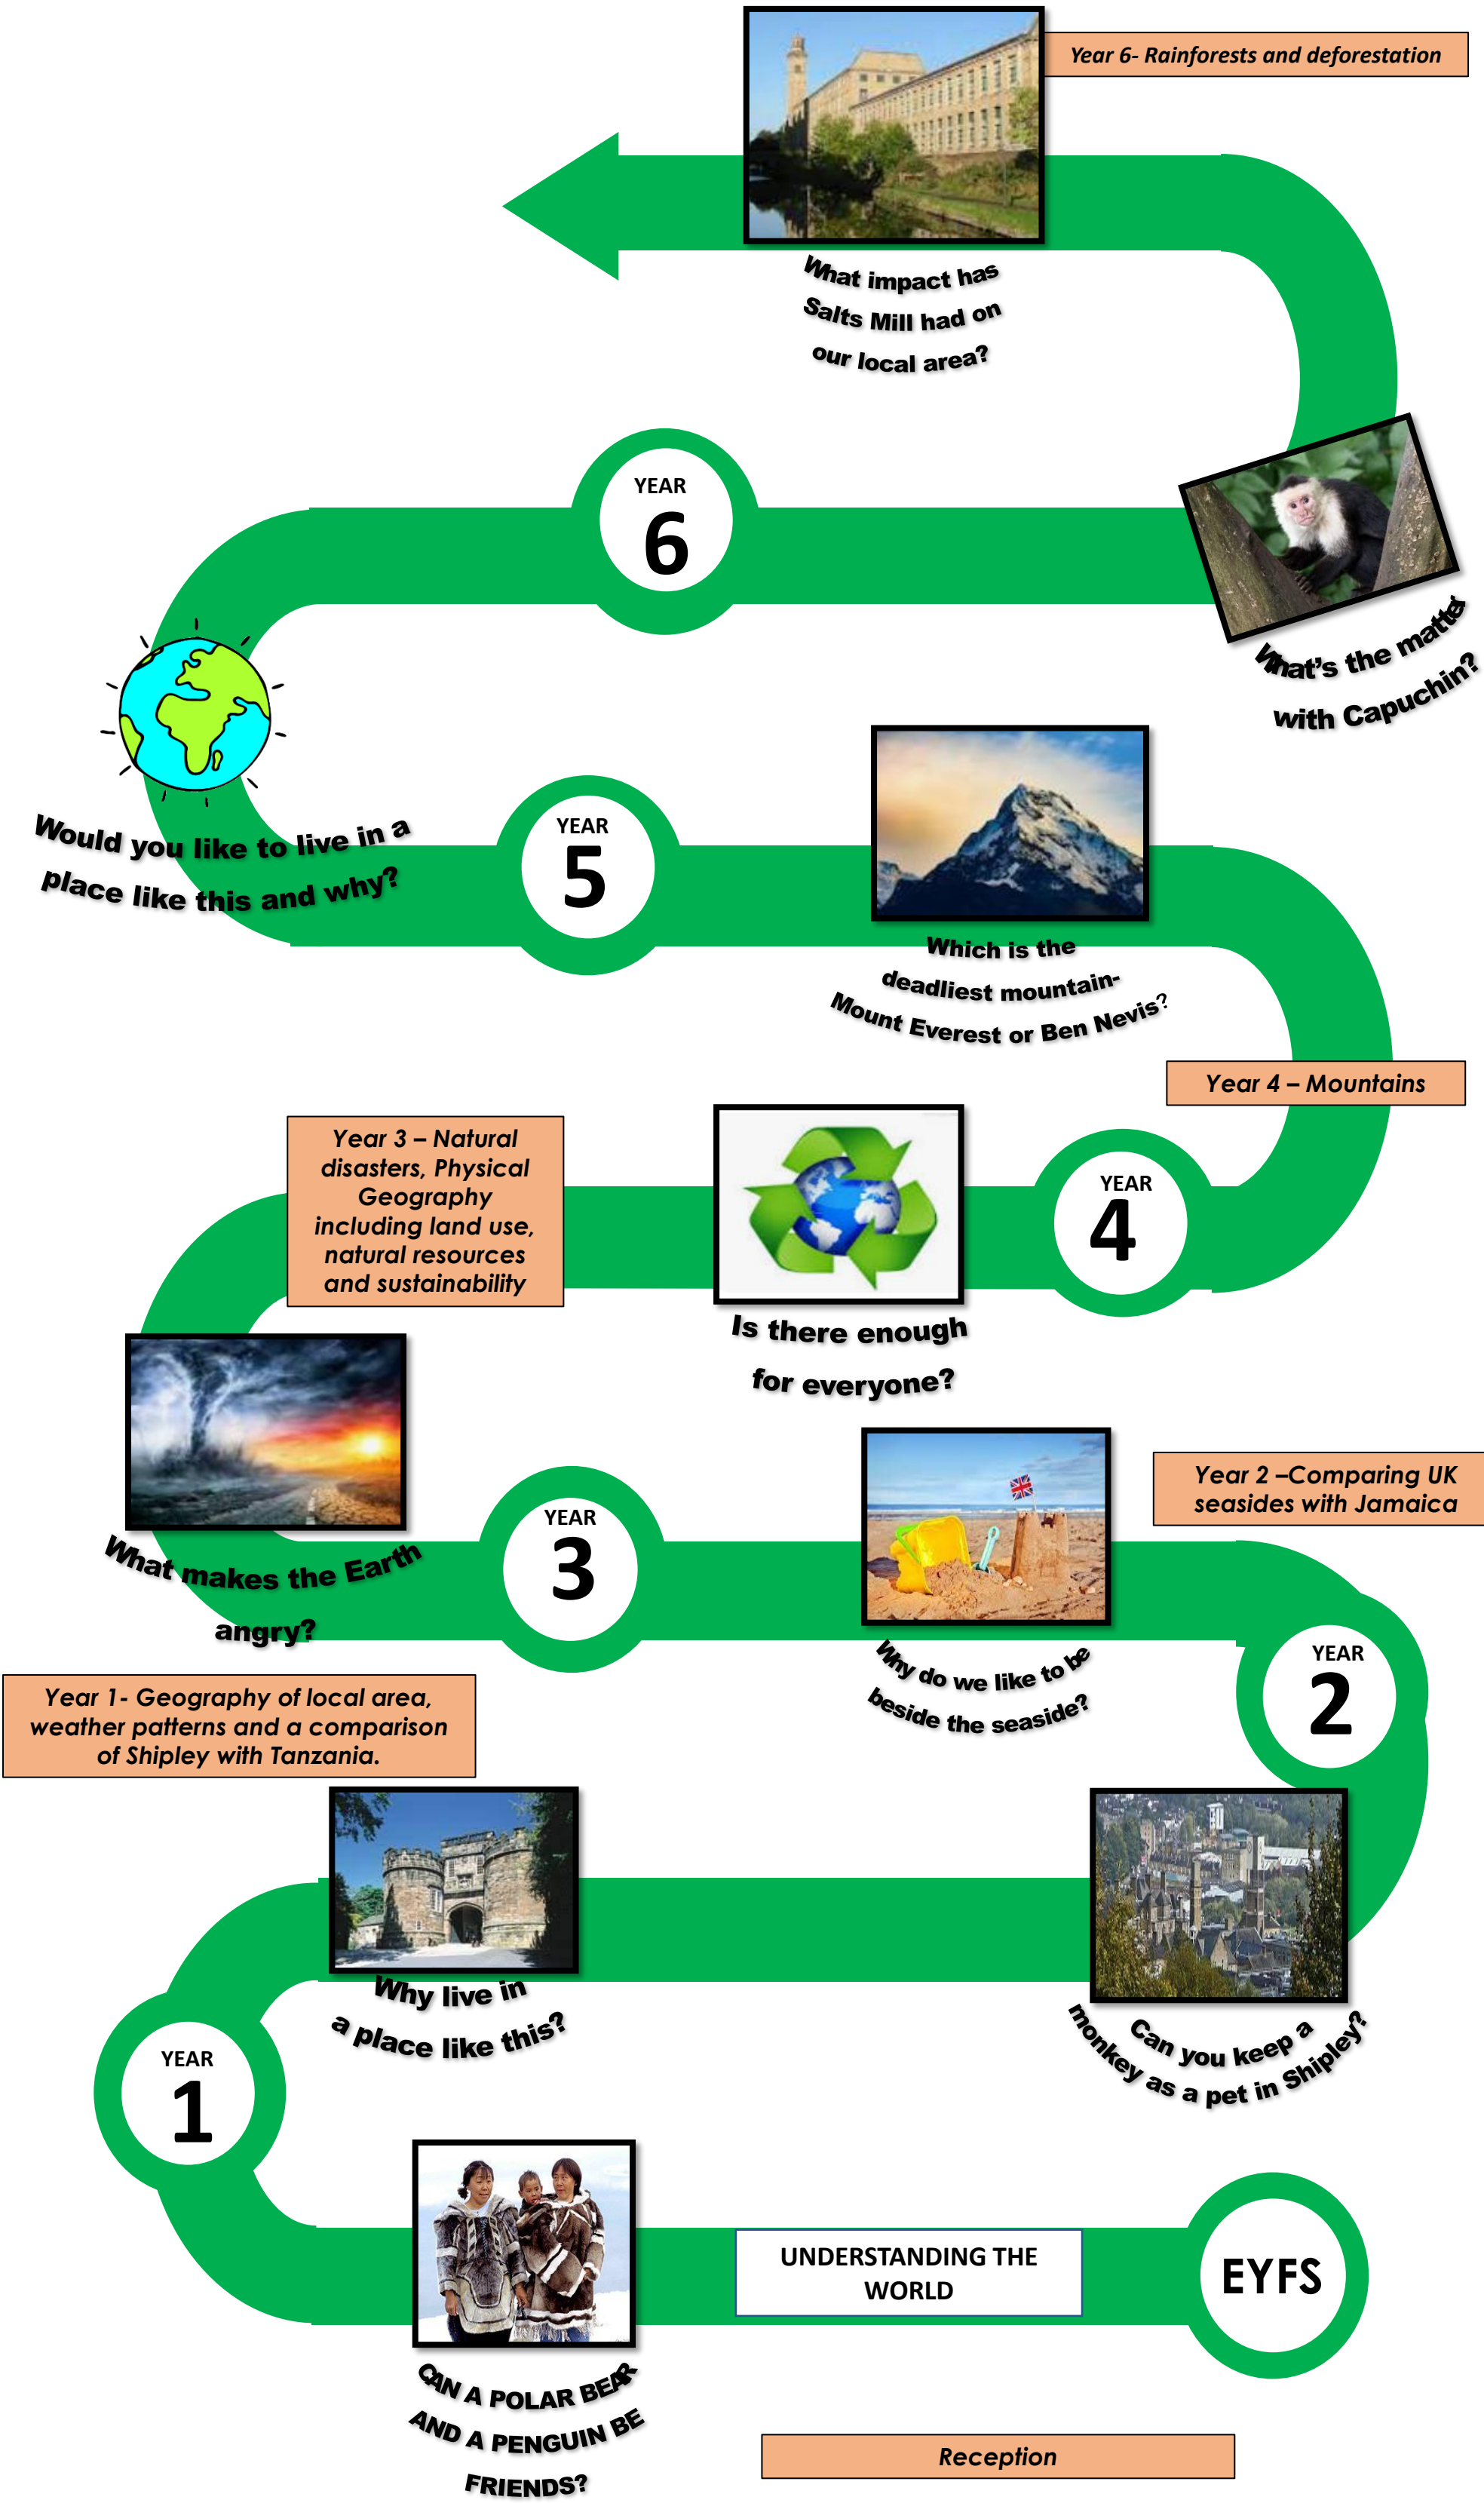 Year 6- Rainforests and deforestation
What impact has
Salts Mill had on
our local area?
YEAR
6
What's the matter
with Capuchin?
Would you like to live in a
place like this and why?
YEAR
5
Which is the
deadliest mountain-
Mount Everest or Ben Nevis?
Year 4 – Mountains
Year 3 – Natural
disasters, Physical
Geography
including land use,
natural resources
and sustainability
YEAR
4
Is there enough
for everyone?
What makes the Earth
angry?
YEAR
3
Year 2 –Comparing UK
seasides with Jamaica
Why do we like to be
beside the seaside?
YEAR
2
Year 1- Geography of local area,
weather patterns and a comparison
of Shipley with Tanzania.
Why live in
a place like this?
Can you keep a
monkey as a pet in Shipley?
YEAR
1
UNDERSTANDING THE
WORLD
EYFS
CAN A POLAR BEAR
AND A PENGUIN BE
FRIENDS?
Reception